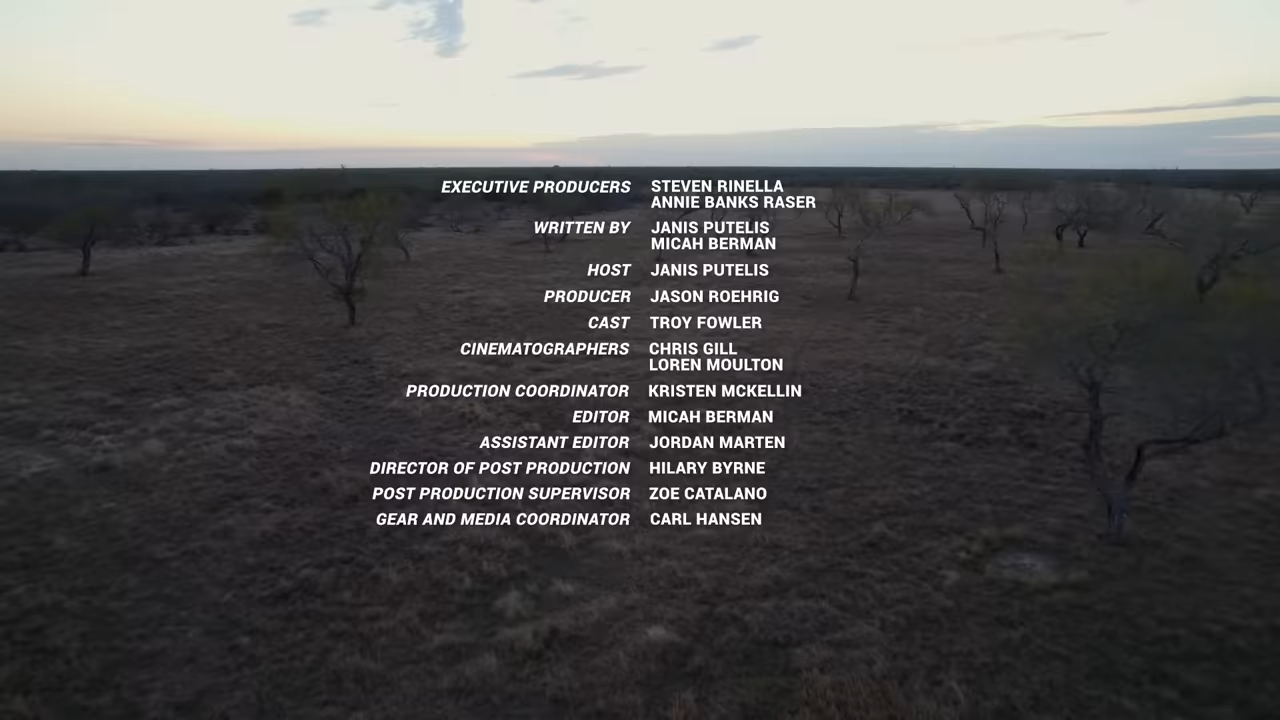 EXECUTIVE PRODUCERS STEVEN RINELLA
ANNIE BANKS RASER
WRITTEN BY JANIS PUTELIS
MICAH BERMAN
HOST JANIS PUTELIS
PRODUCER JASON ROEHRIG
CAST TROY FOWLER
CINEMATOGRAPHERS CHRIS GILL
LOREN MOULTON
PRODUCTION COORDINATOR KRISTEN MCKELLIN
EDITOR MICAH BERMAN
ASSISTANT EDITOR JORDAN MARTEN
DIRECTOR OF POST PRODUCTION HILARY BYRNE
POST PRODUCTION SUPERVISOR ZOE CATALANO
GEAR AND MEDIA COORDINATOR CARL HANSEN